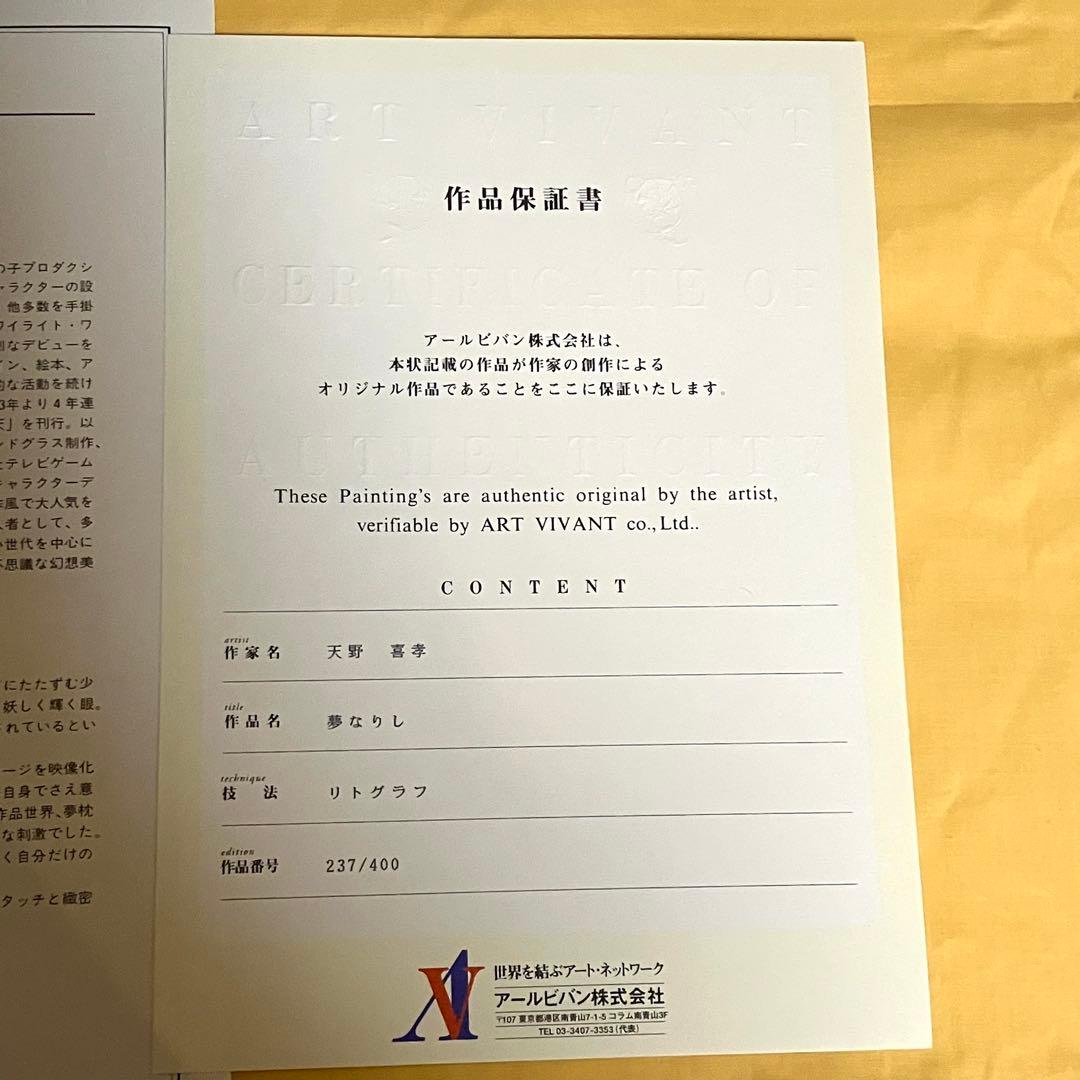 の子プロダクシ
ャラクターの設
他多数を手掛
ワイライト・ワ
的なデビューを
イン、絵本、ア
的な活動を続け
3年より4年連
天」を刊行。以
ンドグラス制作、
とテレビゲーム
キャラクターデ
作風で大人気を
人者として、多
い世代を中心に
不思議な幻想美
にたたずむ少
妖しく輝く眼。
されているとい
ージを映像化
自身でさえ意
作品世界、夢枕
な刺激でした。
く自分だけの
タッチと緻密
ART VIVANT
作品保証書
CERTIFICATE OF
アールビバン株式会社は、
本状記載の作品が作家の創作による
オリジナル作品であることをここに保証いたします。
AUTHENTICITY
These Painting's are authentic original by the artist,
verifiable by ART VIVANT co.,Ltd..
CONTENT
artist
作家名 天野 喜孝
title
作品名 夢なりし
technique
技 法 リトグラフ
edition
作品番号 237/400
AV
世界を結ぶアート・ネットワーク
アールビバン株式会社
〒107 東京都港区南青山7-1-5 コラム南青山3F
TEL 03-3407-3353(代表)